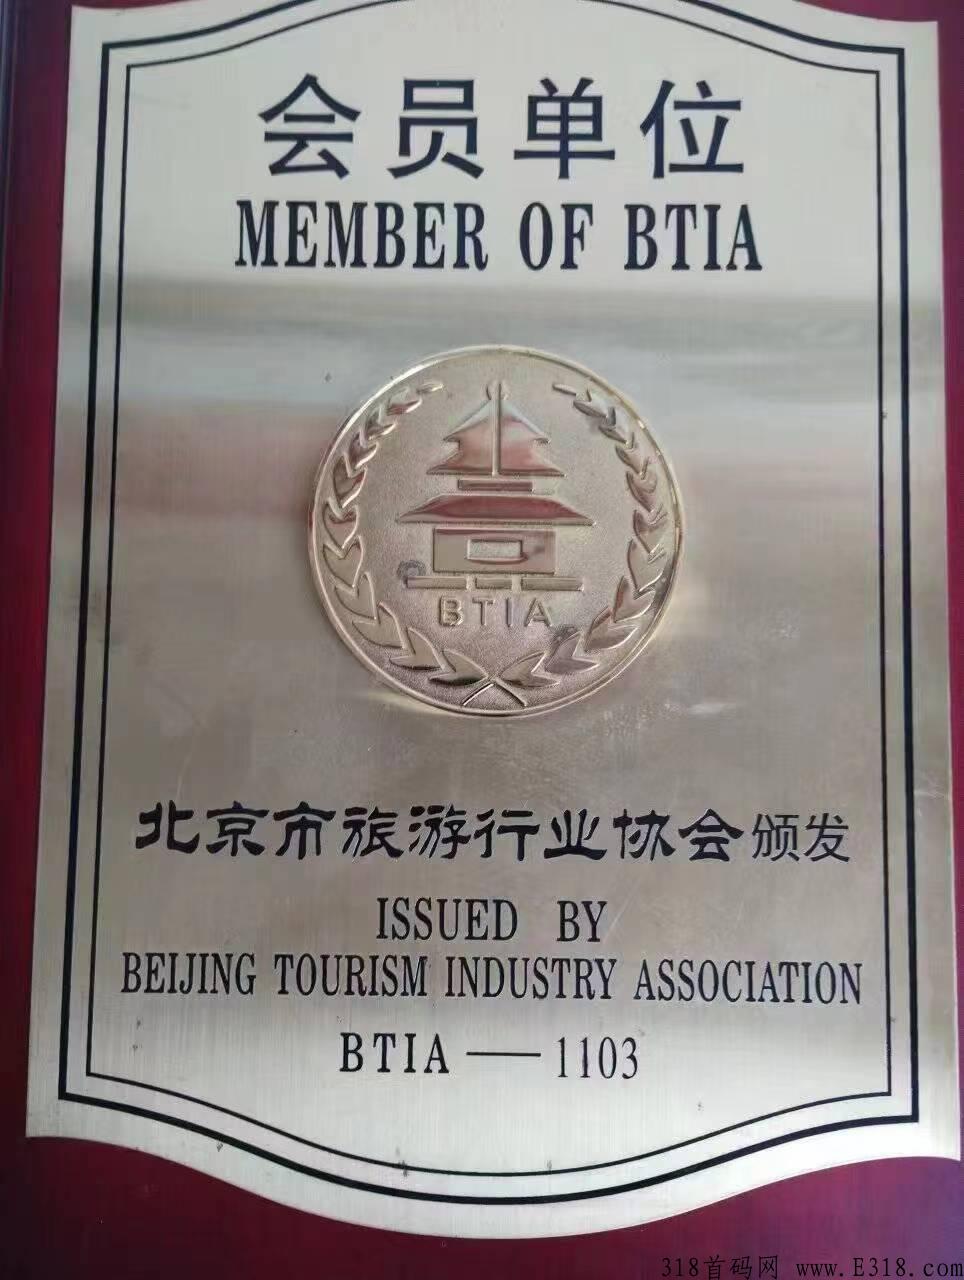 会员单位
MEMBER OF BTIA
BTIA
北京市旅游行业协会颁发
ISSUED BY
BEIJING TOURISM INDUSTRY ASSOCIATION
BTIA — 1103
318首码网 www.E318.com